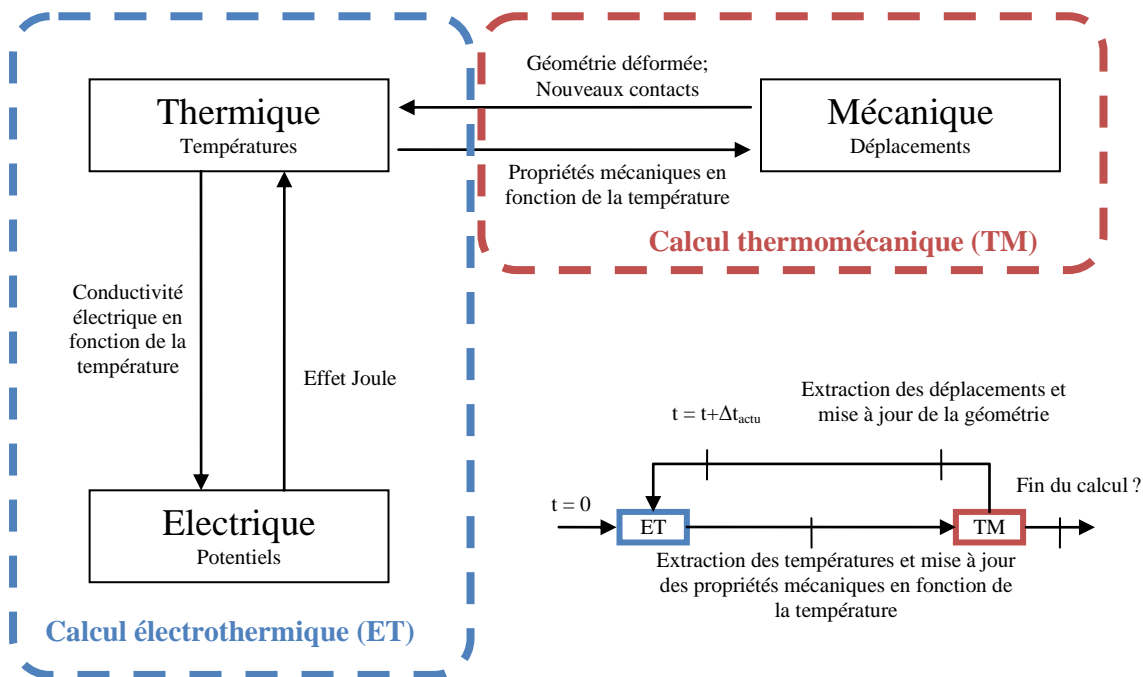 Géométrie déformée;
Nouveaux contacts
Thermique
Températures
Mécanique
Déplacements
Propriétés mécaniques en
fonction de la température
Calcul thermomécanique (TM)
Conductivité
électrique en
fonction de la
température
Effet Joule
Electrique
Potentiels
Calcul électrothermique (ET)
Extraction des déplacements et
mise à jour de la géométrie
t = t+Δtactu
Fin du calcul ?
t = 0
ET
TM
Extraction des températures et mise à jour
des propriétés mécaniques en fonction de
la température